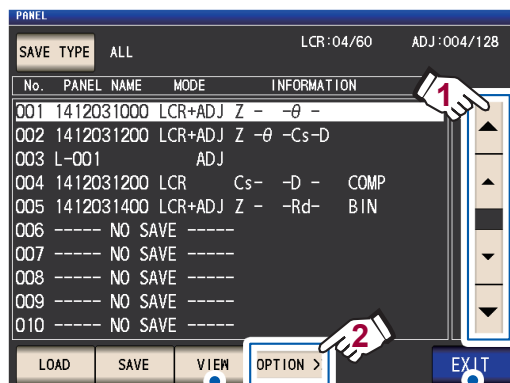 PANEL
SAVE TYPE ALL LCR:04/60 ADJ:004/128
No. PANEL NAME MODE INFORMATION
001 1412031000 LCR+ADJ Z - -θ -
002 1412031200 LCR+ADJ Z -θ -Cs-D
003 L-001 ADJ
004 1412031200 LCR Cs- -D - COMP
005 1412031400 LCR+ADJ Z - -Rd- BIN
006 ----- NO SAVE -----
007 ----- NO SAVE -----
008 ----- NO SAVE -----
009 ----- NO SAVE -----
010 ----- NO SAVE -----
1
2
LOAD SAVE VIEW OPTION > EXIT